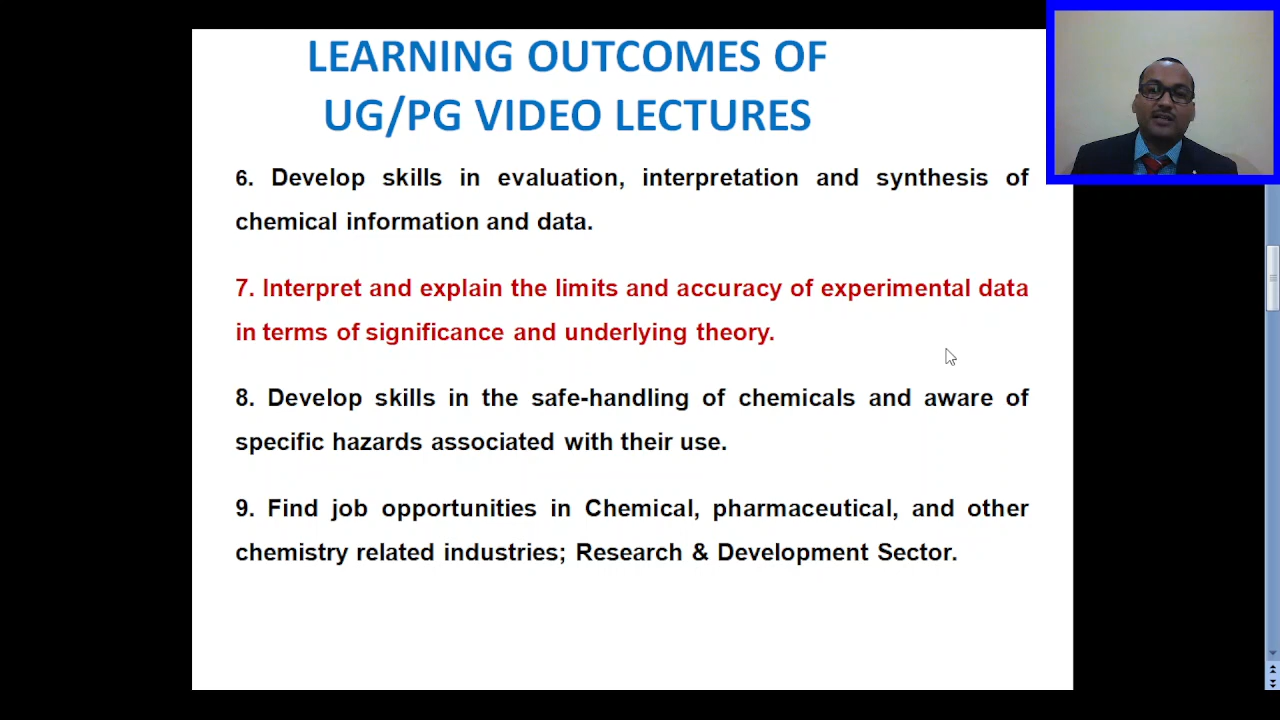 LEARNING OUTCOMES OF
UG/PG VIDEO LECTURES
6. Develop skills in evaluation, interpretation and synthesis of
chemical information and data.
7. Interpret and explain the limits and accuracy of experimental data
in terms of significance and underlying theory.
8. Develop skills in the safe-handling of chemicals and aware of
specific hazards associated with their use.
9. Find job opportunities in Chemical, pharmaceutical, and other
chemistry related industries; Research & Development Sector.